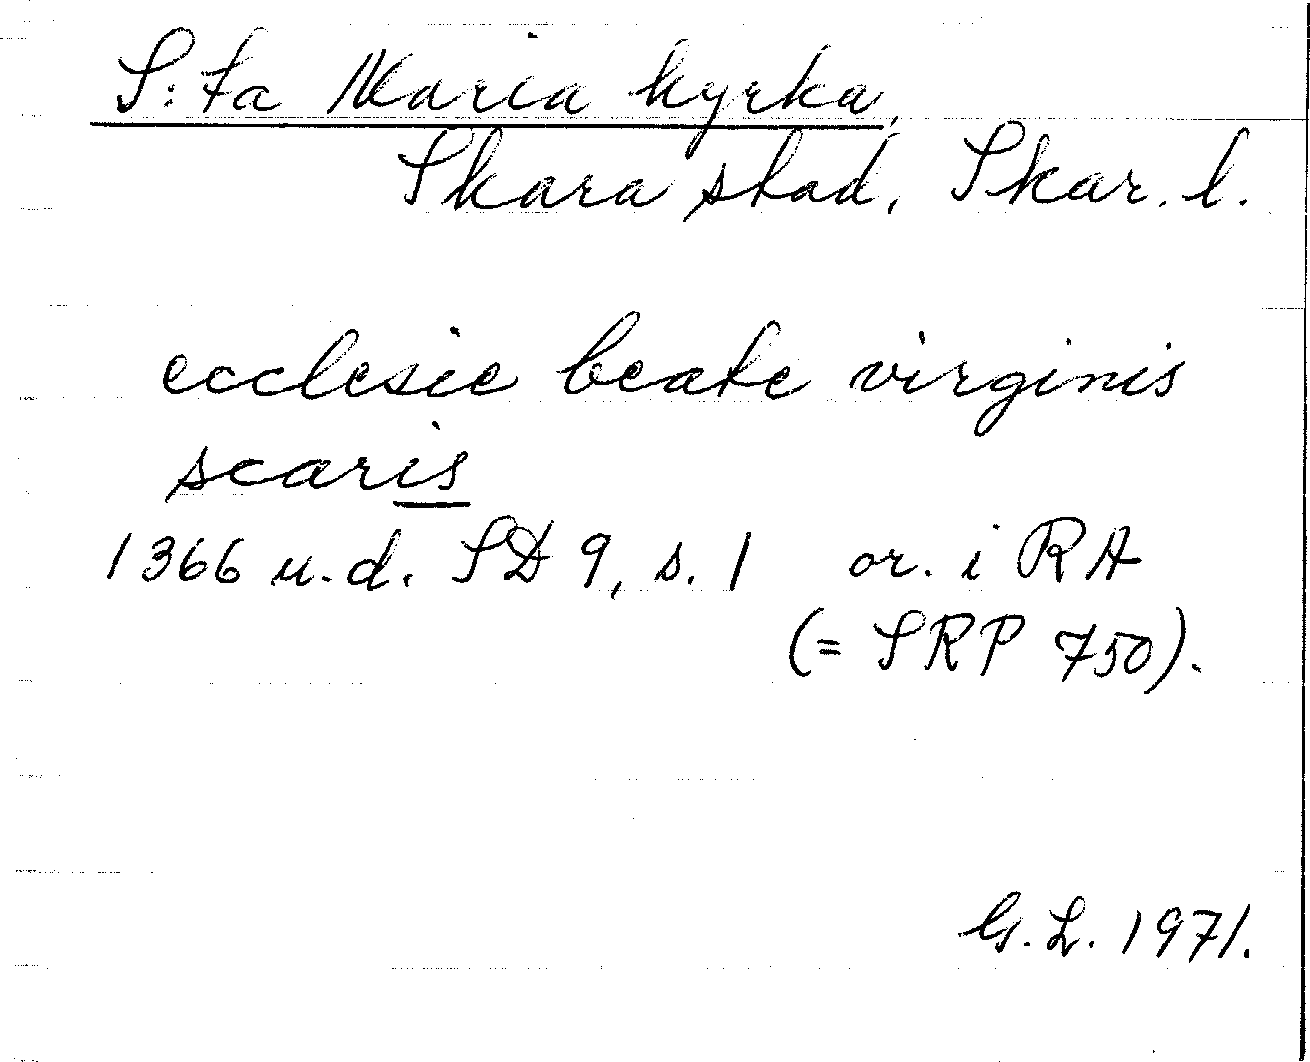 S:ta Maria kyrka,
Skara stad, Skar. l.
ecclesie beate virginis
scaris
1366 u.d. SD 9, s. 1 or. i RA
(= SRP 750).
G.L. 1971.